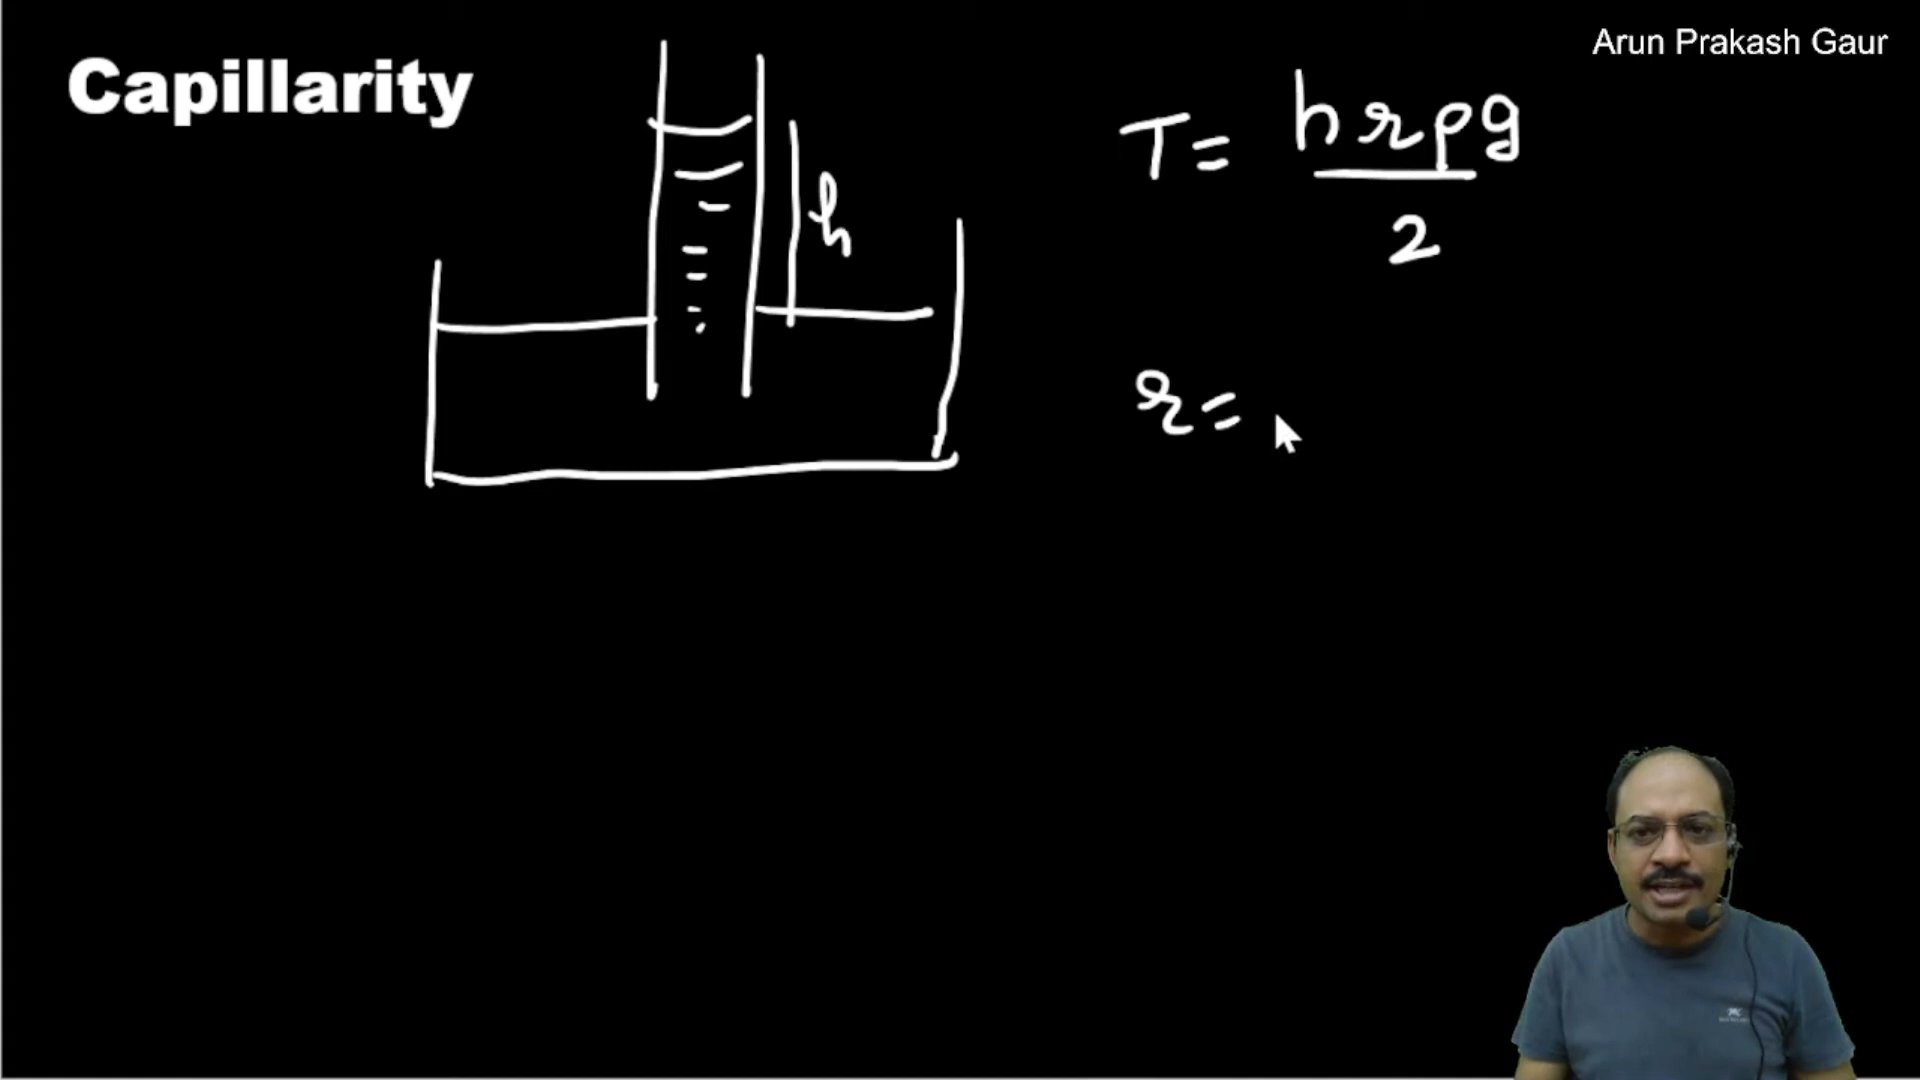 Arun Prakash Gaur
Capillarity
T = hrρg
2
h
r =